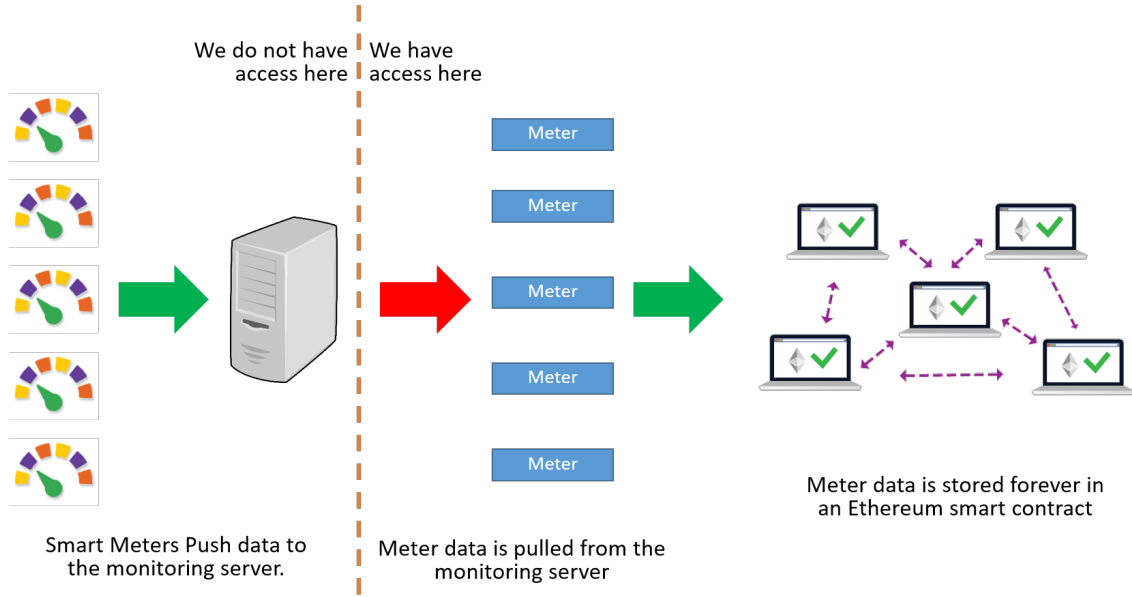 We do not have
access here
We have
access here
Meter
Meter
Meter
Meter
Meter
Smart Meters Push data to
the monitoring server.
Meter data is pulled from the
monitoring server
Meter data is stored forever in
an Ethereum smart contract